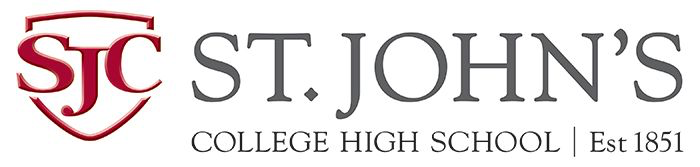 SJC
ST. JOHN'S
COLLEGE HIGH SCHOOL | Est 1851